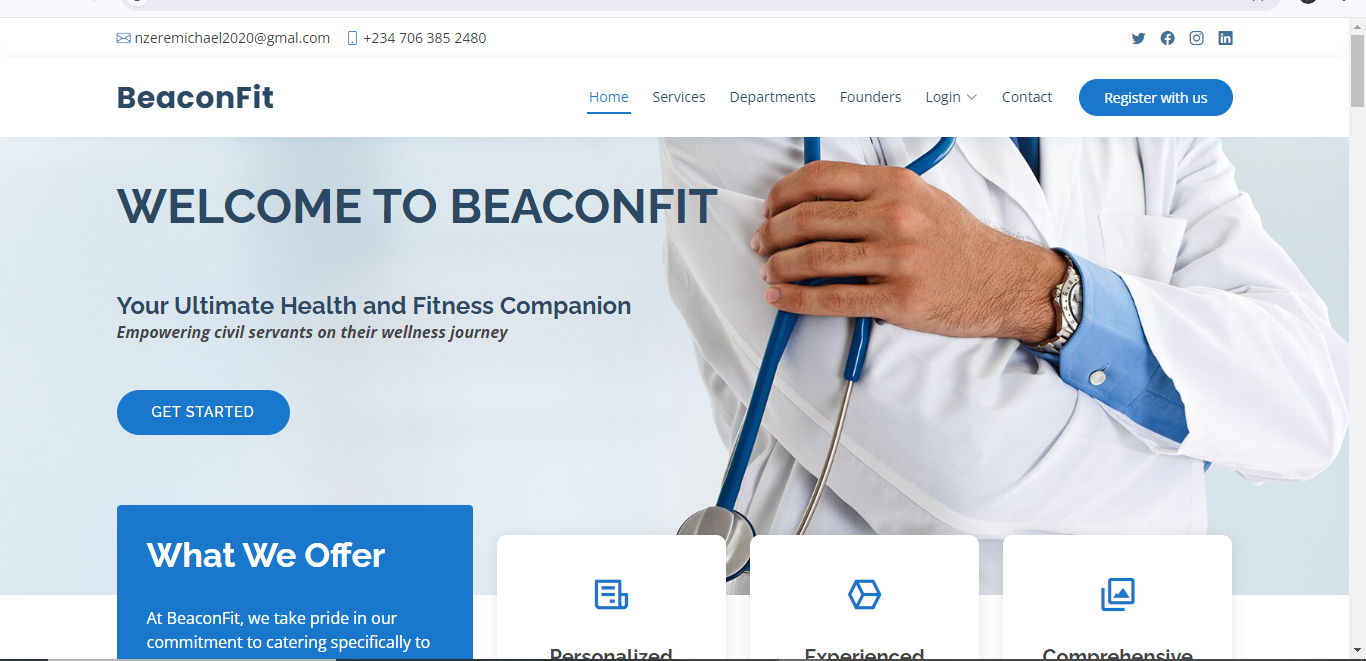 nzeremichael2020@gmal.com +234 706 385 2480
BeaconFit Home Services Departments Founders Login Contact Register with us
WELCOME TO BEACONFIT
Your Ultimate Health and Fitness Companion
Empowering civil servants on their wellness journey
GET STARTED
What We Offer
At BeaconFit, we take pride in our
commitment to catering specifically to
Personalized Experienced Comprehensive